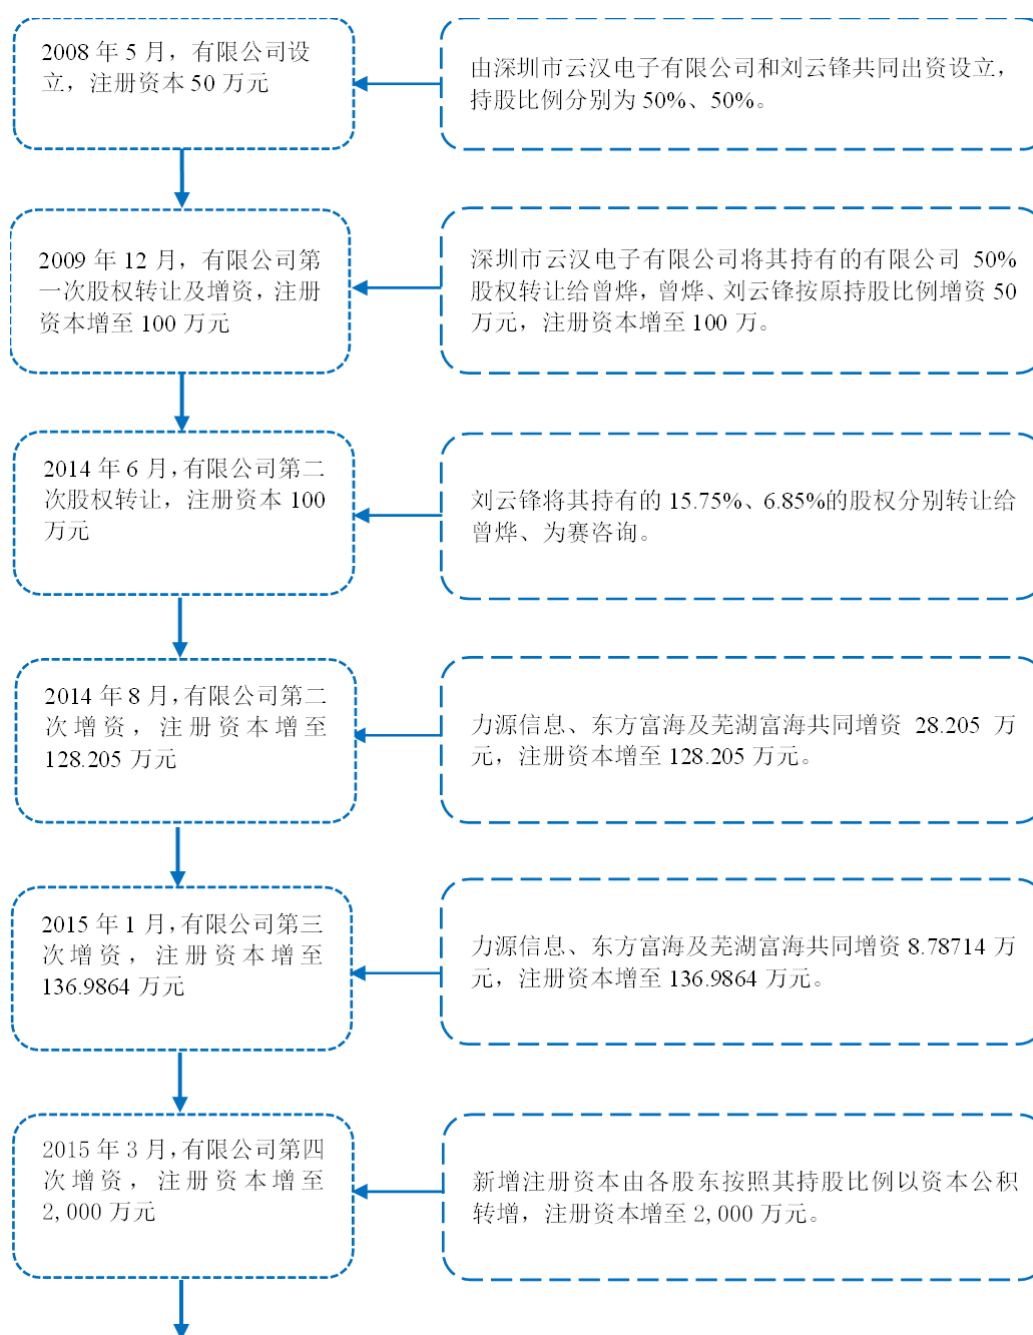 2008 年 5 月，有限公司设
立，注册资本 50 万元
由深圳市云汉电子有限公司和刘云锋共同出资设立，
持股比例分别为 50%、50%。
2009 年 12 月，有限公司第
一次股权转让及增资，注册
资本增至 100 万元
深圳市云汉电子有限公司将其持有的有限公司 50%
股权转让给曾烨，曾烨、刘云锋按原持股比例增资 50
万元，注册资本增至 100 万。
2014 年 6 月，有限公司第二
次股权转让，注册资本 100
万元
刘云锋将其持有的 15.75%、6.85%的股权分别转让给
曾烨、为赛咨询。
2014 年 8 月，有限公司第二
次增资，注册资本增至
128.205 万元
力源信息、东方富海及芜湖富海共同增资 28.205 万
元，注册资本增至 128.205 万元。
2015 年 1 月，有限公司第三
次增资，注册资本增至
136.9864 万元
力源信息、东方富海及芜湖富海共同增资 8.78714 万
元，注册资本增至 136.9864 万元。
2015 年 3 月，有限公司第四
次增资，注册资本增至
2,000 万元
新增注册资本由各股东按照其持股比例以资本公积
转增，注册资本增至 2,000 万元。